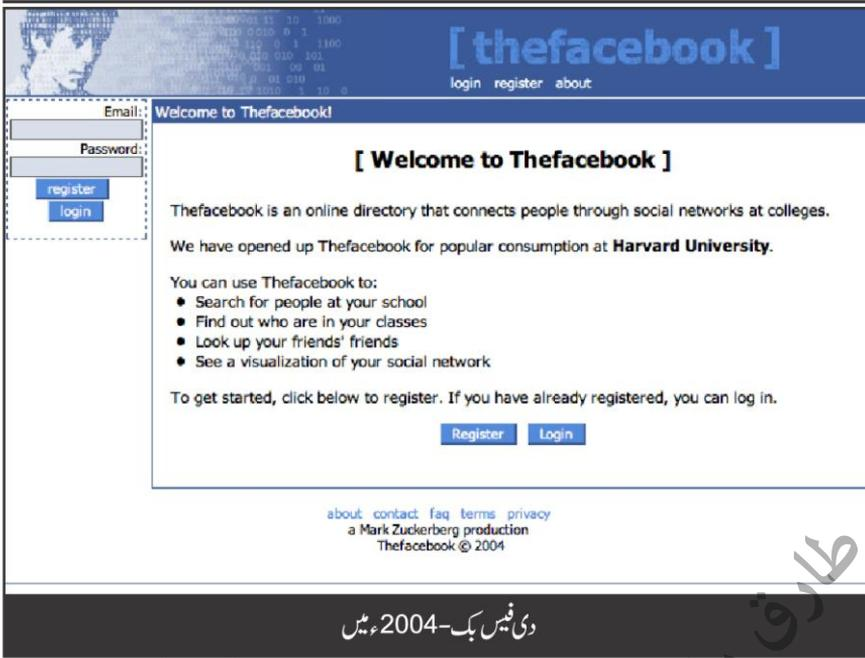 [ thefacebook ]
login register about
Email:
Password:
register
login
Welcome to Thefacebook!
[ Welcome to Thefacebook ]
Thefacebook is an online directory that connects people through social networks at colleges.
We have opened up Thefacebook for popular consumption at Harvard University.
You can use Thefacebook to:
• Search for people at your school
• Find out who are in your classes
• Look up your friends' friends
• See a visualization of your social network
To get started, click below to register. If you have already registered, you can log in.
Register Login
about contact faq terms privacy
a Mark Zuckerberg production
Thefacebook © 2004
دی فیس بک-2004ء میں
طارق